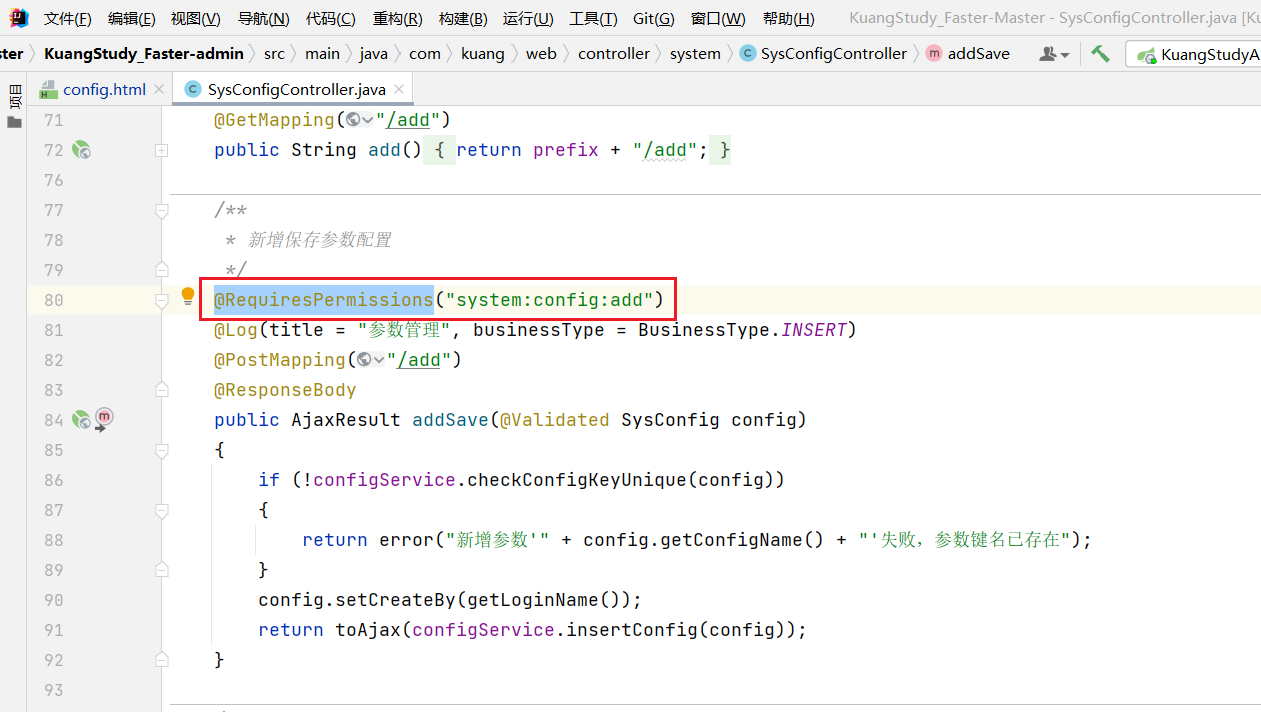 文件(F) 编辑(E) 视图(V) 导航(N) 代码(C) 重构(R) 构建(B) 运行(U) 工具(T) Git(G) 窗口(W) 帮助(H) KuangStudy_Faster-Master - SysConfigController.java [Ku
ster KuangStudy_Faster-admin src main java com kuang web controller system SysConfigController addSave KuangStudyA
项目 config.html SysConfigController.java
71 @GetMapping("/add")
72 public String add() { return prefix + "/add"; }
76
77 /**
78 * 新增保存参数配置
79 */
80 @RequiresPermissions("system:config:add")
81 @Log(title = "参数管理", businessType = BusinessType.INSERT)
82 @PostMapping("/add")
83 @ResponseBody
84 public AjaxResult addSave(@Validated SysConfig config)
85 {
86 if (!configService.checkConfigKeyUnique(config))
87 {
88 return error("新增参数'" + config.getConfigName() + "'失败，参数键名已存在");
89 }
90 config.setCreateBy(getLoginName());
91 return toAjax(configService.insertConfig(config));
92 }
93